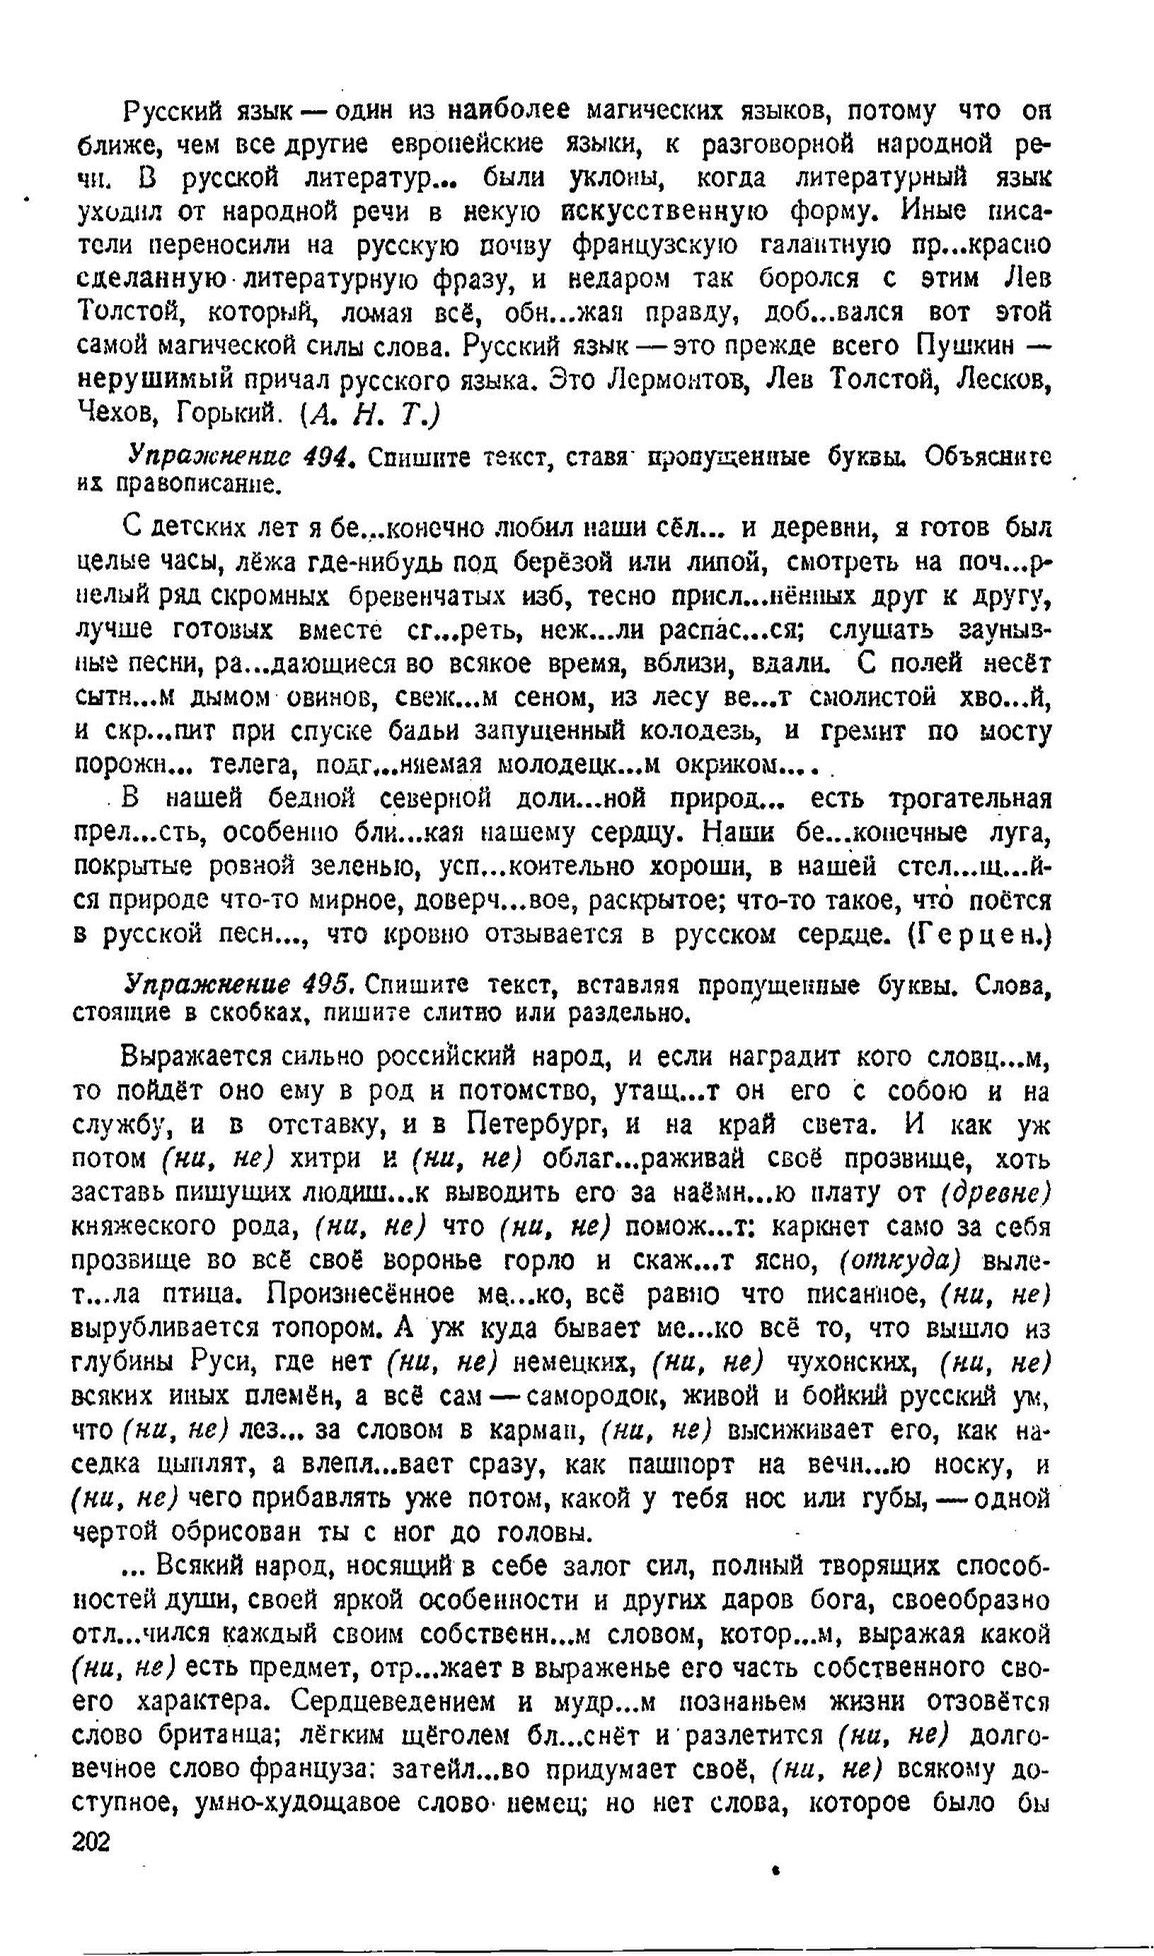 Русский язык — один из наиболее магических языков, потому что он
ближе, чем все другие европейские языки, к разговорной народной ре-
чи. В русской литератур... были уклоны, когда литературный язык
уходил от народной речи в некую искусственную форму. Иные писа-
тели переносили на русскую почву французскую галантную пр...красно
сделанную литературную фразу, и недаром так боролся с этим Лев
Толстой, который, ломая всё, обн...жая правду, доб...вался вот этой
самой магической силы слова. Русский язык — это прежде всего Пушкин —
нерушимый причал русского языка. Это Лермонтов, Лев Толстой, Лесков,
Чехов, Горький. (А. Н. Т.)
Упражнение 494. Спишите текст, ставя пропущенные буквы. Объясните
их правописание.
С детских лет я бе...конечно любил наши сёл... и деревни, я готов был
целые часы, лёжа где-нибудь под берёзой или липой, смотреть на поч...р-
нелый ряд скромных бревенчатых изб, тесно присл...нённых друг к другу,
лучше готовых вместе сг...реть, неж...ли распас...ся; слушать зауныв-
ные песни, ра...дающиеся во всякое время, вблизи, вдали. С полей несёт
сытн...м дымом овинов, свеж...м сеном, из лесу ве...т смолистой хво...й,
и скр...пит при спуске бадьи запущенный колодезь, и гремит по мосту
порожн... телега, подг...няемая молодецк...м окриком....
В нашей бедной северной доли...ной природ... есть трогательная
прел...сть, особенно бли...кая нашему сердцу. Наши бе...конечные луга,
покрытые ровной зеленью, усп...коительно хороши, в нашей стел...щ...й-
ся природе что-то мирное, доверч...вое, раскрытое; что-то такое, что́ поётся
в русской песн..., что кровно отзывается в русском сердце. (Герцен.)
Упражнение 495. Спишите текст, вставляя пропущенные буквы. Слова,
стоящие в скобках, пишите слитно или раздельно.
Выражается сильно российский народ, и если наградит кого словц...м,
то пойдёт оно ему в род и потомство, утащ...т он его с собою и на
службу, и в отставку, и в Петербург, и на край света. И как уж
потом (ни, не) хитри и (ни, не) облаг...раживай своё прозвище, хоть
заставь пишущих людиш...к выводить его за наёмн...ю плату от (древне)
княжеского рода, (ни, не) что (ни, не) помож...т: каркнет само за себя
прозвище во всё своё воронье горло и скаж...т ясно, (откуда) выле-
т...ла птица. Произнесённое ме...ко, всё равно что писанное, (ни, не)
вырубливается топором. А уж куда бывает ме...ко всё то, что вышло из
глубины Руси, где нет (ни, не) немецких, (ни, не) чухонских, (ни, не)
всяких иных племён, а всё сам — самородок, живой и бойкий русский ум,
что (ни, не) лез... за словом в карман, (ни, не) высиживает его, как на-
седка цыплят, а влепл...вает сразу, как пашпорт на вечн...ю носку, и
(ни, не) чего прибавлять уже потом, какой у тебя нос или губы, — одной
чертой обрисован ты с ног до головы.
... Всякий народ, носящий в себе залог сил, полный творящих способ-
ностей души, своей яркой особенности и других даров бога, своеобразно
отл...чился каждый своим собственн...м словом, котор...м, выражая какой
(ни, не) есть предмет, отр...жает в выраженье его часть собственного сво-
его характера. Сердцеведением и мудр...м познаньем жизни отзовётся
слово британца; лёгким щёголем бл...снёт и разлетится (ни, не) долго-
вечное слово француза; затейл...во придумает своё, (ни, не) всякому до-
ступное, умно-худощавое слово немец; но нет слова, которое было бы
202